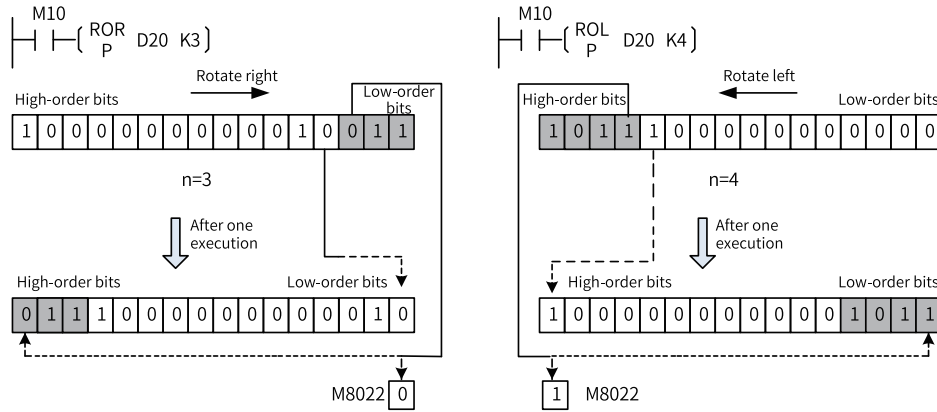 M10
ROR
P
D20 K3
Rotate right
High-order bits
Low-order
bits
1 0 0 0 0 0 0 0 0 0 0 1 0 0 1 1
n=3
After one
execution
High-order bits Low-order bits
0 1 1 1 0 0 0 0 0 0 0 0 0 0 1 0
M8022 0
M10
ROL
P
D20 K4
Rotate left
High-order bits Low-order bits
1 0 1 1 1 0 0 0 0 0 0 0 0 0 0 0
n=4
After one
execution
High-order bits Low-order bits
1 0 0 0 0 0 0 0 0 0 0 0 1 0 1 1
1 M8022